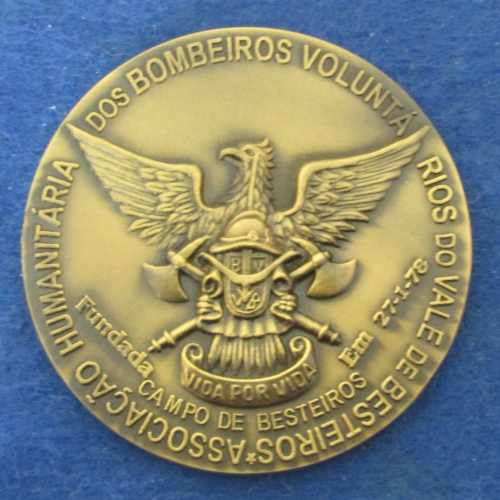 ASSOCIAÇÃO HUMANITÁRIA DOS BOMBEIROS VOLUNTÁRIOS DO VALE DE BESTEIROS*
VIDA POR VIDA
Fundada Em 27-1-78
CAMPO DE BESTEIROS